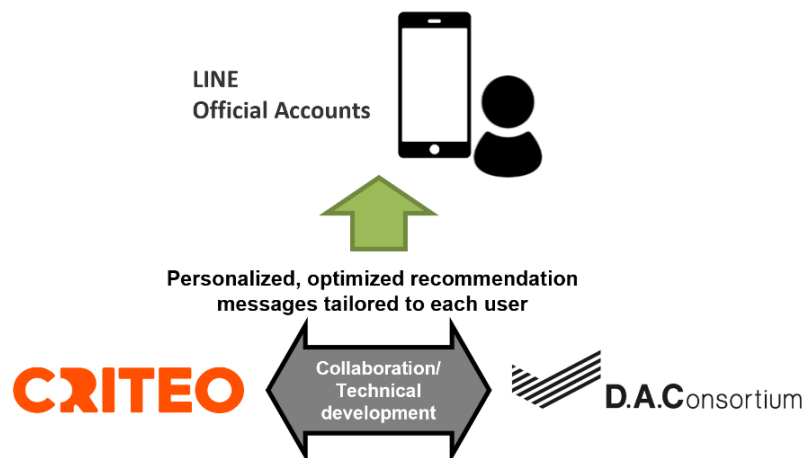 LINE
Official Accounts
Personalized, optimized recommendation
messages tailored to each user
CRITEO
Collaboration/
Technical
development
D.A.Consortium